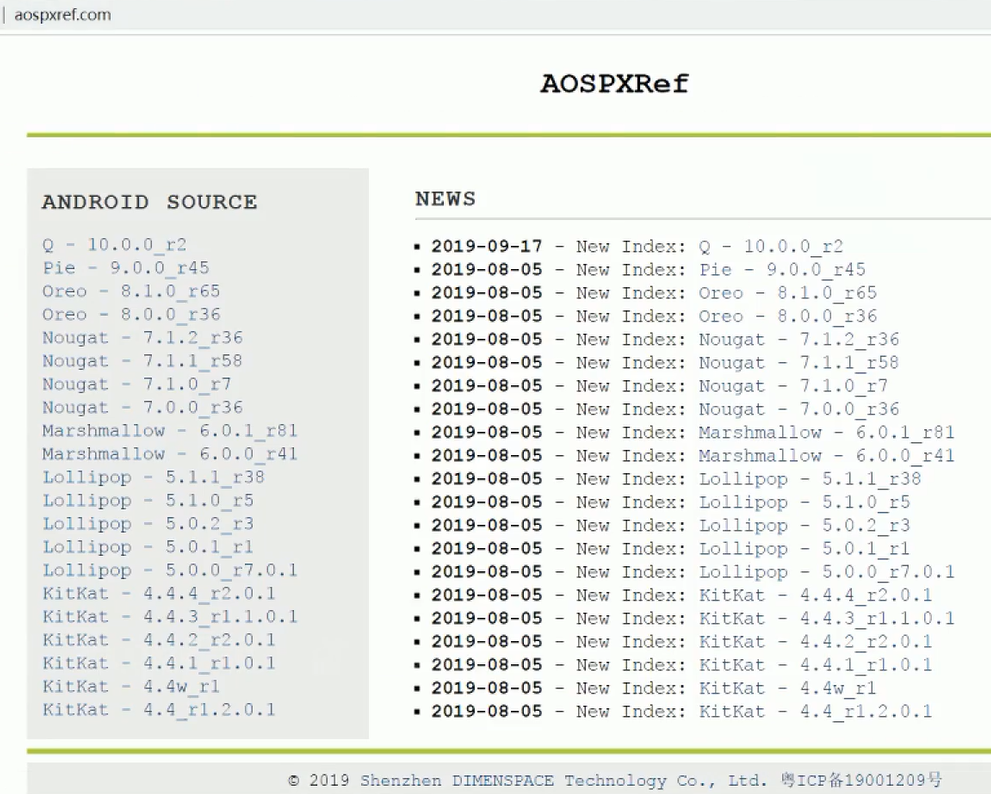 aospxref.com
AOSPXRef
ANDROID SOURCE
Q - 10.0.0_r2
Pie - 9.0.0_r45
Oreo - 8.1.0_r65
Oreo - 8.0.0_r36
Nougat - 7.1.2_r36
Nougat - 7.1.1_r58
Nougat - 7.1.0_r7
Nougat - 7.0.0_r36
Marshmallow - 6.0.1_r81
Marshmallow - 6.0.0_r41
Lollipop - 5.1.1_r38
Lollipop - 5.1.0_r5
Lollipop - 5.0.2_r3
Lollipop - 5.0.1_r1
Lollipop - 5.0.0_r7.0.1
KitKat - 4.4.4_r2.0.1
KitKat - 4.4.3_r1.1.0.1
KitKat - 4.4.2_r2.0.1
KitKat - 4.4.1_r1.0.1
KitKat - 4.4w_r1
KitKat - 4.4_r1.2.0.1
NEWS
▪ 2019-09-17 - New Index: Q - 10.0.0_r2
▪ 2019-08-05 - New Index: Pie - 9.0.0_r45
▪ 2019-08-05 - New Index: Oreo - 8.1.0_r65
▪ 2019-08-05 - New Index: Oreo - 8.0.0_r36
▪ 2019-08-05 - New Index: Nougat - 7.1.2_r36
▪ 2019-08-05 - New Index: Nougat - 7.1.1_r58
▪ 2019-08-05 - New Index: Nougat - 7.1.0_r7
▪ 2019-08-05 - New Index: Nougat - 7.0.0_r36
▪ 2019-08-05 - New Index: Marshmallow - 6.0.1_r81
▪ 2019-08-05 - New Index: Marshmallow - 6.0.0_r41
▪ 2019-08-05 - New Index: Lollipop - 5.1.1_r38
▪ 2019-08-05 - New Index: Lollipop - 5.1.0_r5
▪ 2019-08-05 - New Index: Lollipop - 5.0.2_r3
▪ 2019-08-05 - New Index: Lollipop - 5.0.1_r1
▪ 2019-08-05 - New Index: Lollipop - 5.0.0_r7.0.1
▪ 2019-08-05 - New Index: KitKat - 4.4.4_r2.0.1
▪ 2019-08-05 - New Index: KitKat - 4.4.3_r1.1.0.1
▪ 2019-08-05 - New Index: KitKat - 4.4.2_r2.0.1
▪ 2019-08-05 - New Index: KitKat - 4.4.1_r1.0.1
▪ 2019-08-05 - New Index: KitKat - 4.4w_r1
▪ 2019-08-05 - New Index: KitKat - 4.4_r1.2.0.1
© 2019 Shenzhen DIMENSPACE Technology Co., Ltd. 粤ICP备19001209号